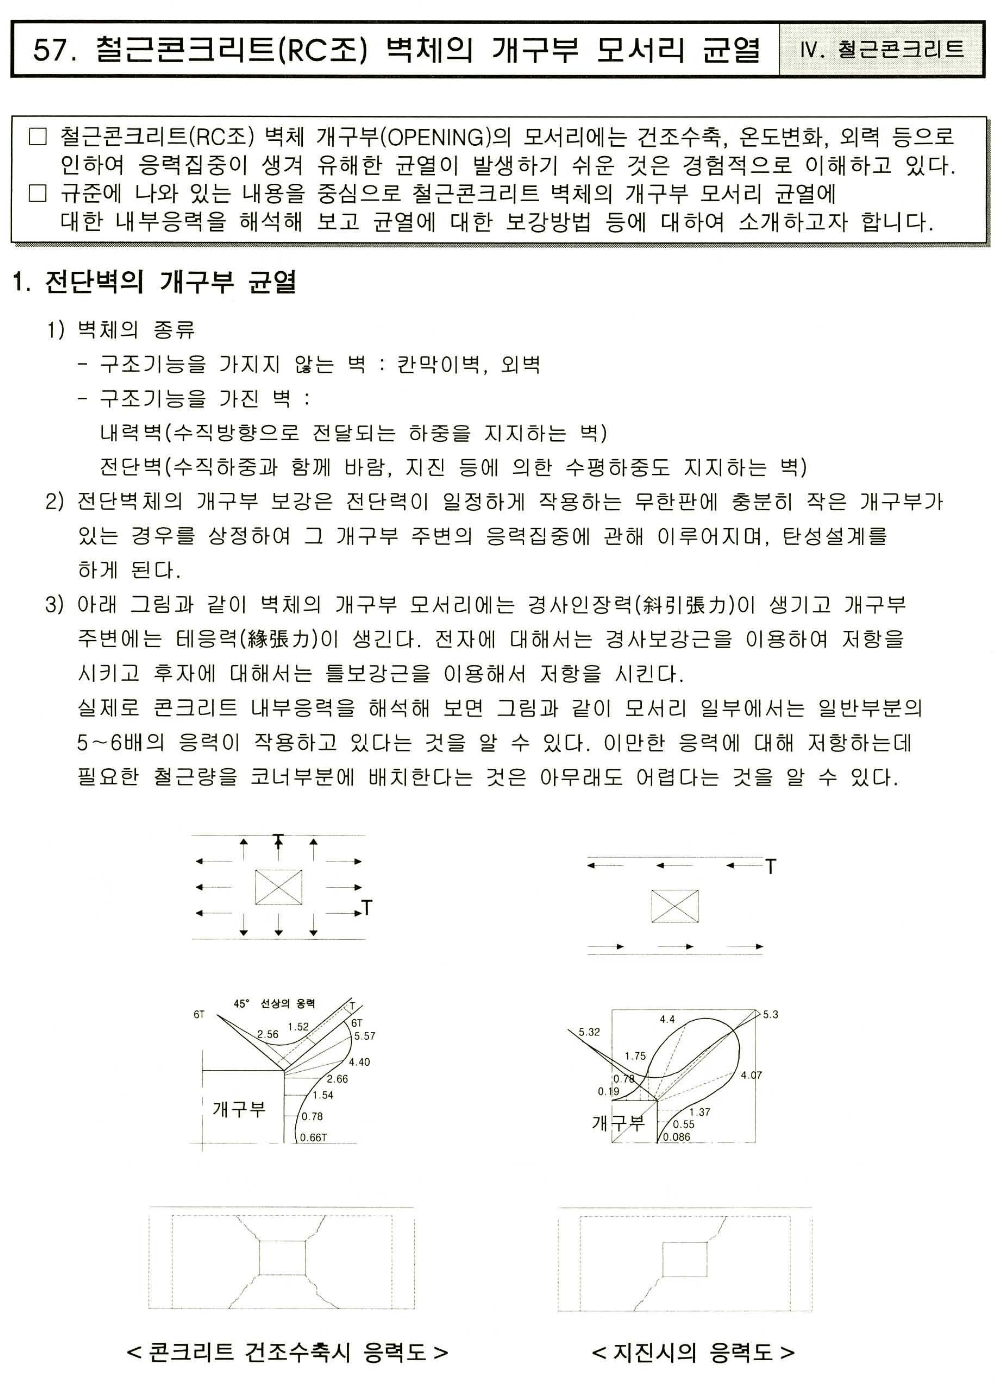 57. 철근콘크리트(RC조) 벽체의 개구부 모서리 균열
Ⅳ. 철근콘크리트
□ 철근콘크리트(RC조) 벽체 개구부(OPENING)의 모서리에는 건조수축, 온도변화, 외력 등으로
인하여 응력집중이 생겨 유해한 균열이 발생하기 쉬운 것은 경험적으로 이해하고 있다.
□ 규준에 나와 있는 내용을 중심으로 철근콘크리트 벽체의 개구부 모서리 균열에
대한 내부응력을 해석해 보고 균열에 대한 보강방법 등에 대하여 소개하고자 합니다.
1. 전단벽의 개구부 균열
1) 벽체의 종류
- 구조기능을 가지지 않는 벽 : 칸막이벽, 외벽
- 구조기능을 가진 벽 :
내력벽(수직방향으로 전달되는 하중을 지지하는 벽)
전단벽(수직하중과 함께 바람, 지진 등에 의한 수평하중도 지지하는 벽)
2) 전단벽체의 개구부 보강은 전단력이 일정하게 작용하는 무한판에 충분히 작은 개구부가
있는 경우를 상정하여 그 개구부 주변의 응력집중에 관해 이루어지며, 탄성설계를
하게 된다.
3) 아래 그림과 같이 벽체의 개구부 모서리에는 경사인장력(斜引張力)이 생기고 개구부
주변에는 테응력(緣張力)이 생긴다. 전자에 대해서는 경사보강근을 이용하여 저항을
시키고 후자에 대해서는 틀보강근을 이용해서 저항을 시킨다.
실제로 콘크리트 내부응력을 해석해 보면 그림과 같이 모서리 일부에서는 일반부분의
5~6배의 응력이 작용하고 있다는 것을 알 수 있다. 이만한 응력에 대해 저항하는데
필요한 철근량을 코너부분에 배치한다는 것은 아무래도 어렵다는 것을 알 수 있다.
T
T
T
45° 선상의 응력
6T
2.56
1.52
T
6T
5.57
4.40
2.66
1.54
0.78
0.66T
개구부
5.32
4.4
5.3
1.75
0.78
0.19
4.07
1.37
0.55
0.086
개구부
< 콘크리트 건조수축시 응력도 >
< 지진시의 응력도 >